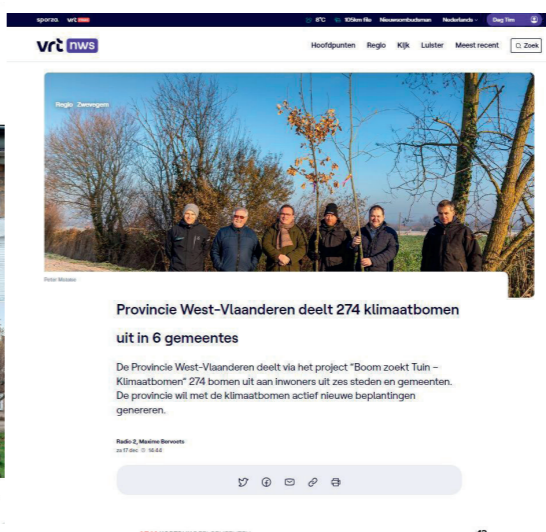 sporza. vrt max 8°C 105km file Nieuwsombudsman Nederlands Dag Tim
vrt nws Hoofdpunten Regio Kijk Luister Meest recent Zoek
Regio Zwevegem
Provincie West-Vlaanderen deelt 274 klimaatbomen
uit in 6 gemeentes
De Provincie West-Vlaanderen deelt via het project "Boom zoekt Tuin –
Klimaatbomen" 274 bomen uit aan inwoners uit zes steden en gemeenten.
De provincie wil met de klimaatbomen actief nieuwe beplantingen
genereren.
Radio 2, Maxime Bervoets
za 17 dec 14:44